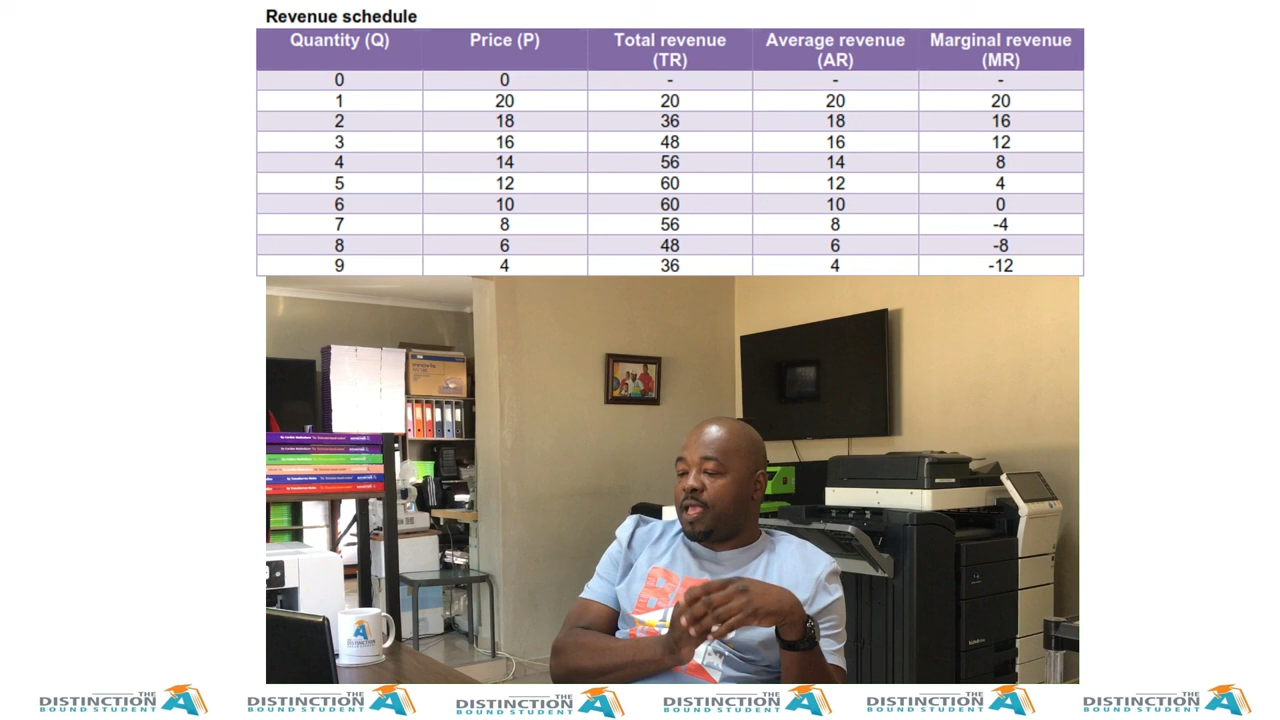 Revenue schedule
Quantity (Q) Price (P) Total revenue (TR) Average revenue (AR) Marginal revenue (MR)
0 0 - - -
1 20 20 20 20
2 18 36 18 16
3 16 48 16 12
4 14 56 14 8
5 12 60 12 4
6 10 60 10 0
7 8 56 8 -4
8 6 48 6 -8
9 4 36 4 -12
THE
DISTINCTION
BOUND STUDENT
THE
DISTINCTION
BOUND STUDENT
THE
DISTINCTION
BOUND STUDENT
THE
DISTINCTION
BOUND STUDENT
THE
DISTINCTION
BOUND STUDENT
THE
DISTINCTION
BOUND STUDENT
DISTINCTION